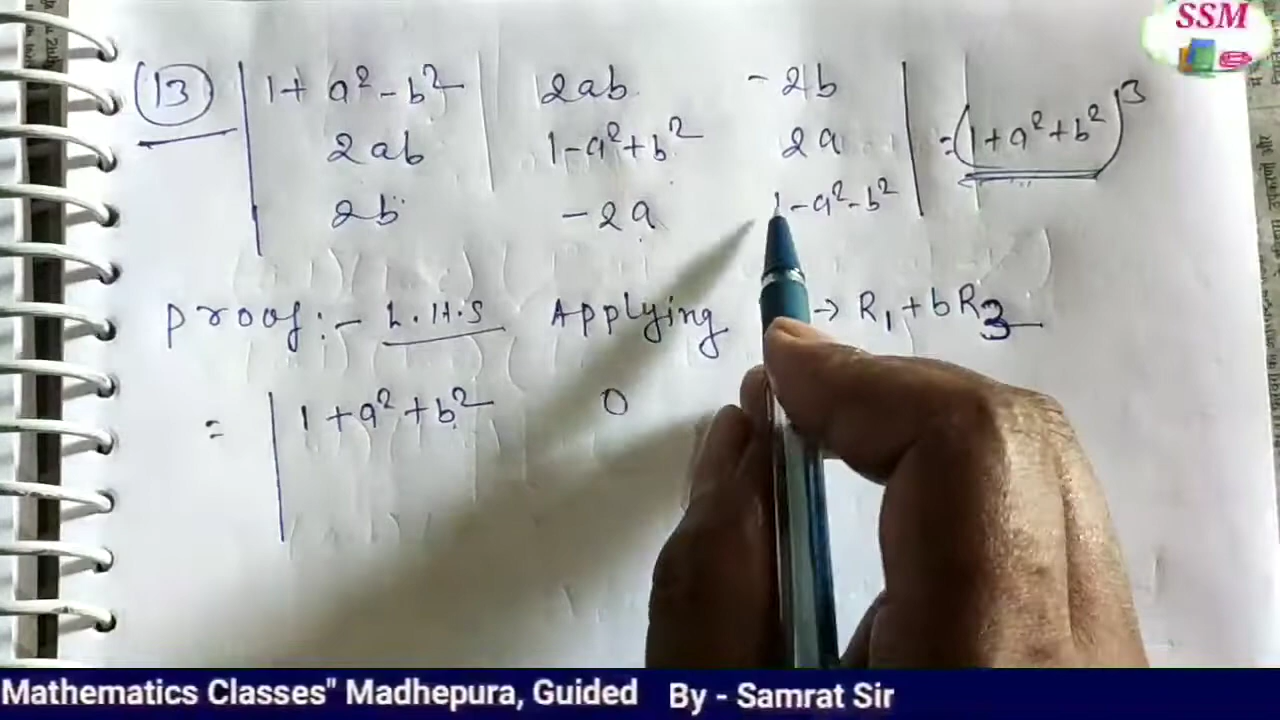 SSM
(13) | 1 + a² - b² 2ab - 2b | = (1 + a² + b²)³
2ab 1 - a² + b² 2a
2b - 2a 1 - a² - b²
Proof :- L.H.S Applying → R₁ + bR₃
= | 1 + a² + b² 0
Mathematics Classes" Madhepura, Guided By - Samrat Sir